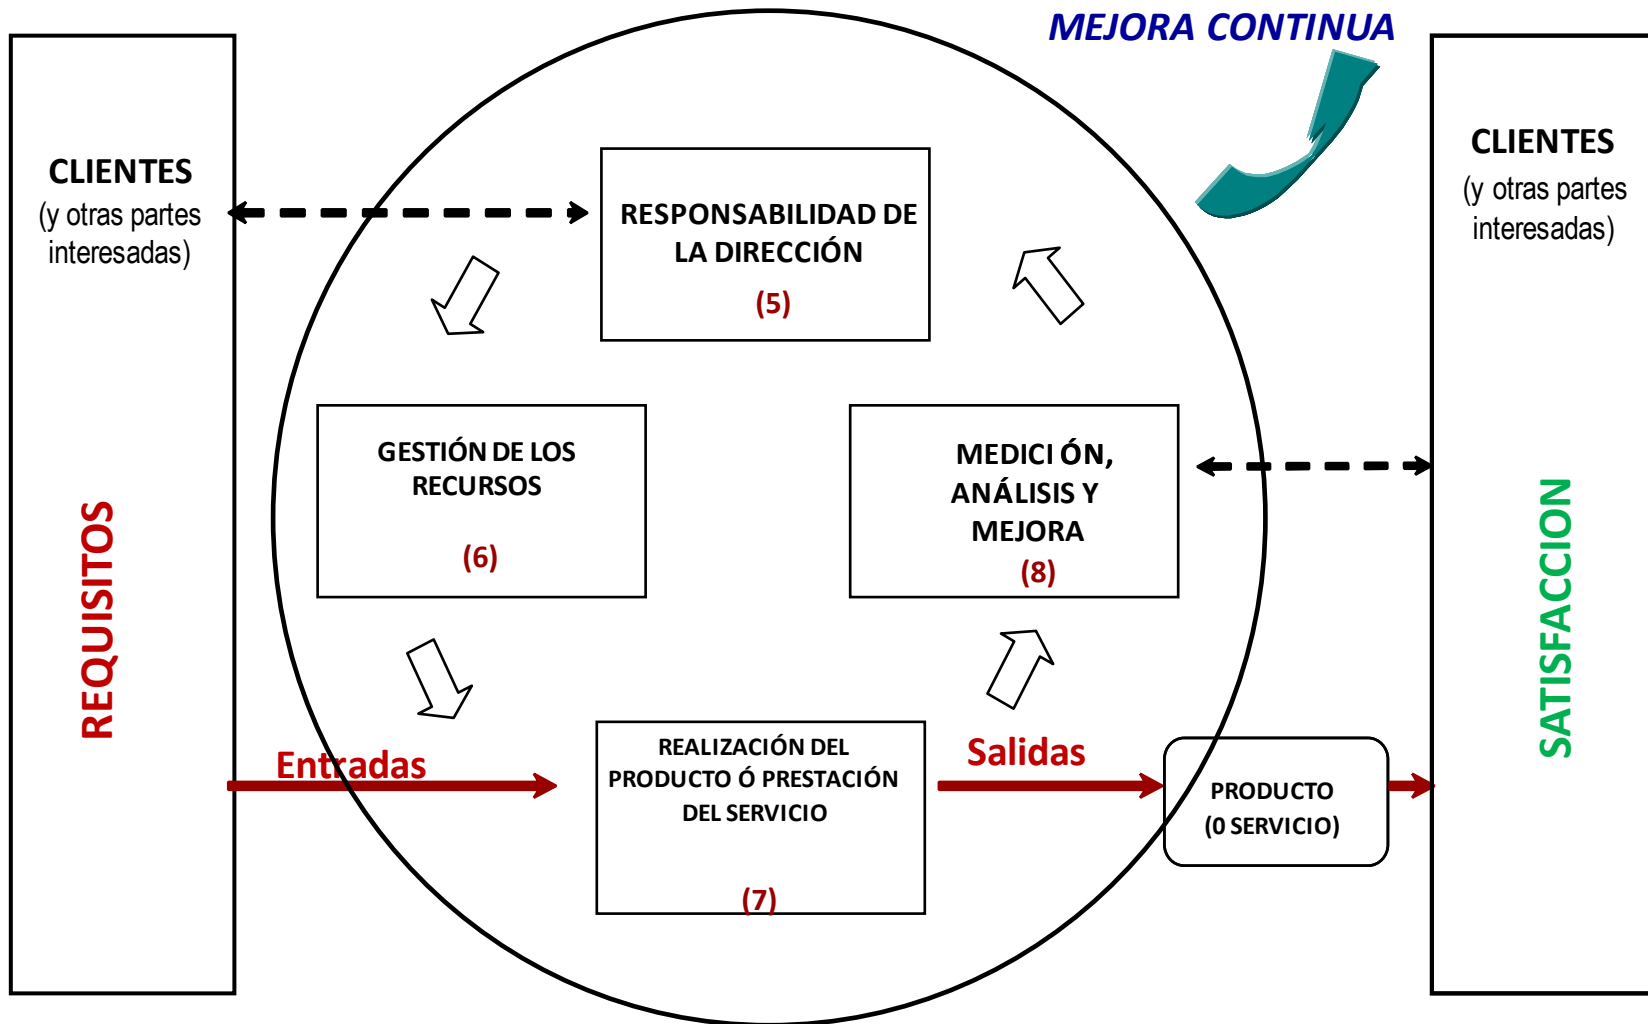 MEJORA CONTINUA
CLIENTES
(y otras partes
interesadas)
REQUISITOS
RESPONSABILIDAD DE
LA DIRECCIÓN
(5)
GESTIÓN DE LOS
RECURSOS
(6)
MEDICI ÓN,
ANÁLISIS Y
MEJORA
(8)
Entradas
REALIZACIÓN DEL
PRODUCTO Ó PRESTACIÓN
DEL SERVICIO
(7)
Salidas
PRODUCTO
(0 SERVICIO)
CLIENTES
(y otras partes
interesadas)
SATISFACCION